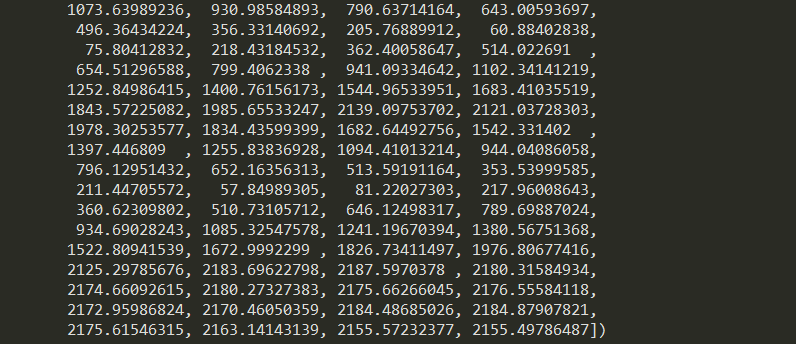 1073.63989236,  930.98584893,  790.63714164,  643.00593697,
496.36434224,  356.33140692,  205.76889912,   60.88402838,
75.80412832,  218.43184532,  362.40058647,  514.022691  ,
654.51296588,  799.4062338 ,  941.09334642, 1102.34141219,
1252.84986415, 1400.76156173, 1544.96533951, 1683.41035519,
1843.57225082, 1985.65533247, 2139.09753702, 2121.03728303,
1978.30253577, 1834.43599399, 1682.64492756, 1542.331402  ,
1397.446809  , 1255.83836928, 1094.41013214,  944.04086058,
796.12951432,  652.16356313,  513.59191164,  353.53999585,
211.44705572,   57.84989305,   81.22027303,  217.96008643,
360.62309802,  510.73105712,  646.12498317,  789.69887024,
934.69028243, 1085.32547578, 1241.19670394, 1380.56751368,
1522.80941539, 1672.9992299 , 1826.73411497, 1976.80677416,
2125.29785676, 2183.69622798, 2187.5970378 , 2180.31584934,
2174.66092615, 2180.27327383, 2175.66266045, 2176.55584118,
2172.95986824, 2170.46050359, 2184.48685026, 2184.87907821,
2175.61546315, 2163.14143139, 2155.57232377, 2155.49786487])